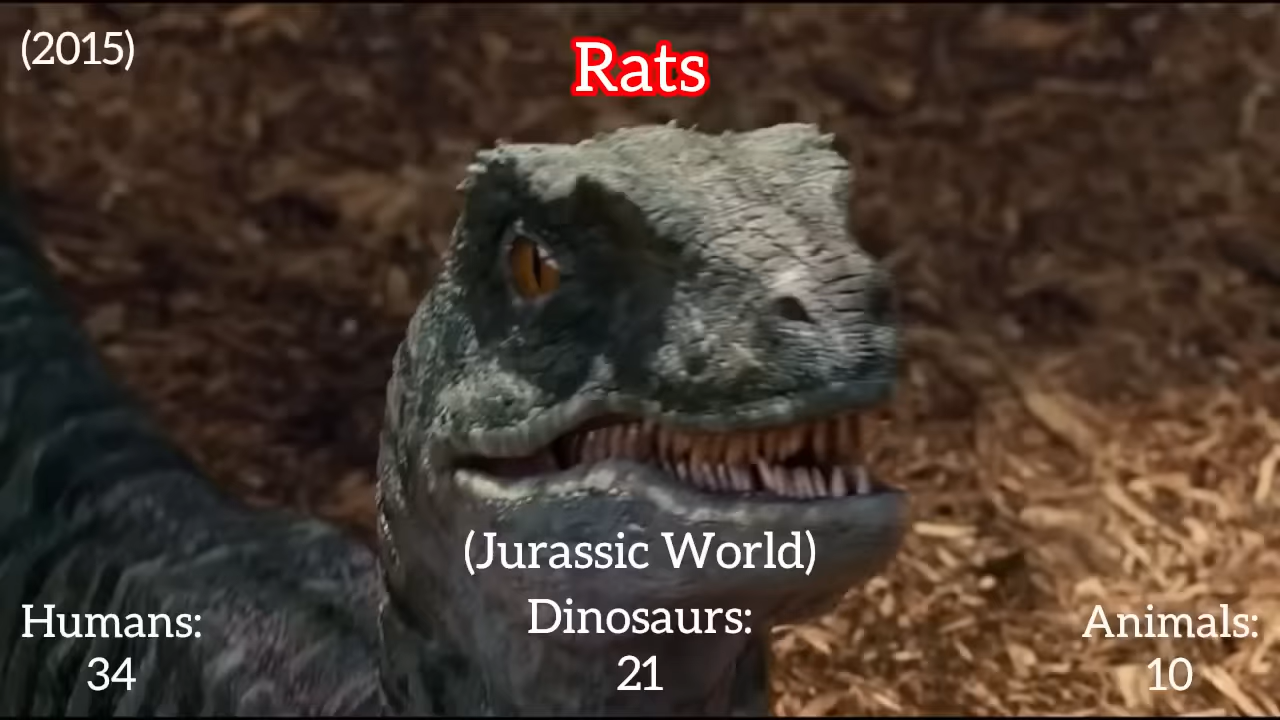 (2015)
Rats
(Jurassic World)
Humans:
34
Dinosaurs:
21
Animals:
10